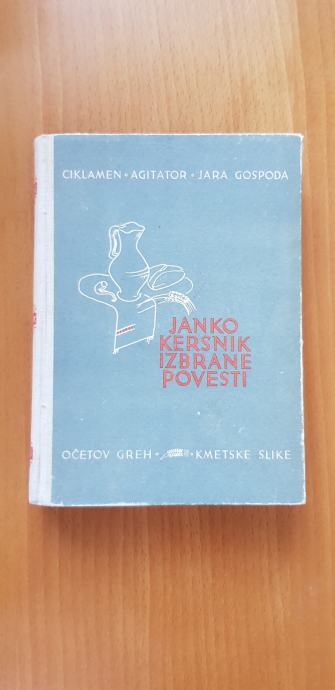 CIKLAMEN • AGITATOR • JARA GOSPODA
JANKO
KERSNIK
IZBRANE
POVESTI
OČETOV GREH • • KMETSKE SLIKE